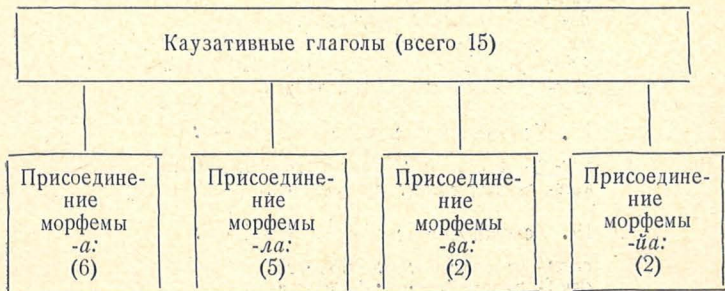 Каузативные глаголы (всего 15)
Присоедине-
ние
морфемы
-а:
(6)
Присоедине-
ние
морфемы
-ла:
(5)
Присоедине-
ние
морфемы
-ва:
(2)
Присоедине-
ние
морфемы
-йа:
(2)